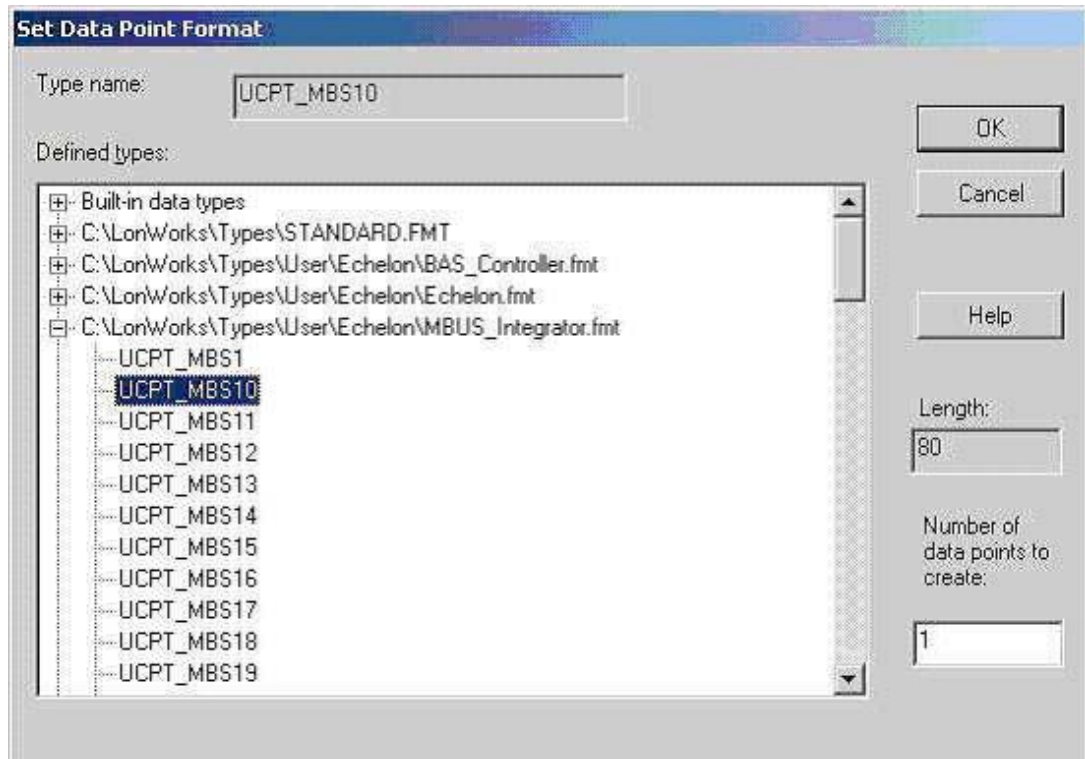 Set Data Point Format
Type name:
UCPT_MBS10
OK
Defined types:
Cancel
Built-in data types
C:\LonWorks\Types\STANDARD.FMT
C:\LonWorks\Types\User\Echelon\BAS_Controller.fmt
C:\LonWorks\Types\User\Echelon\Echelon.fmt
C:\LonWorks\Types\User\Echelon\MBUS_Integrator.fmt
UCPT_MBS1
UCPT_MBS10
UCPT_MBS11
UCPT_MBS12
UCPT_MBS13
UCPT_MBS14
UCPT_MBS15
UCPT_MBS16
UCPT_MBS17
UCPT_MBS18
UCPT_MBS19
Help
Length:
80
Number of
data points to
create:
1